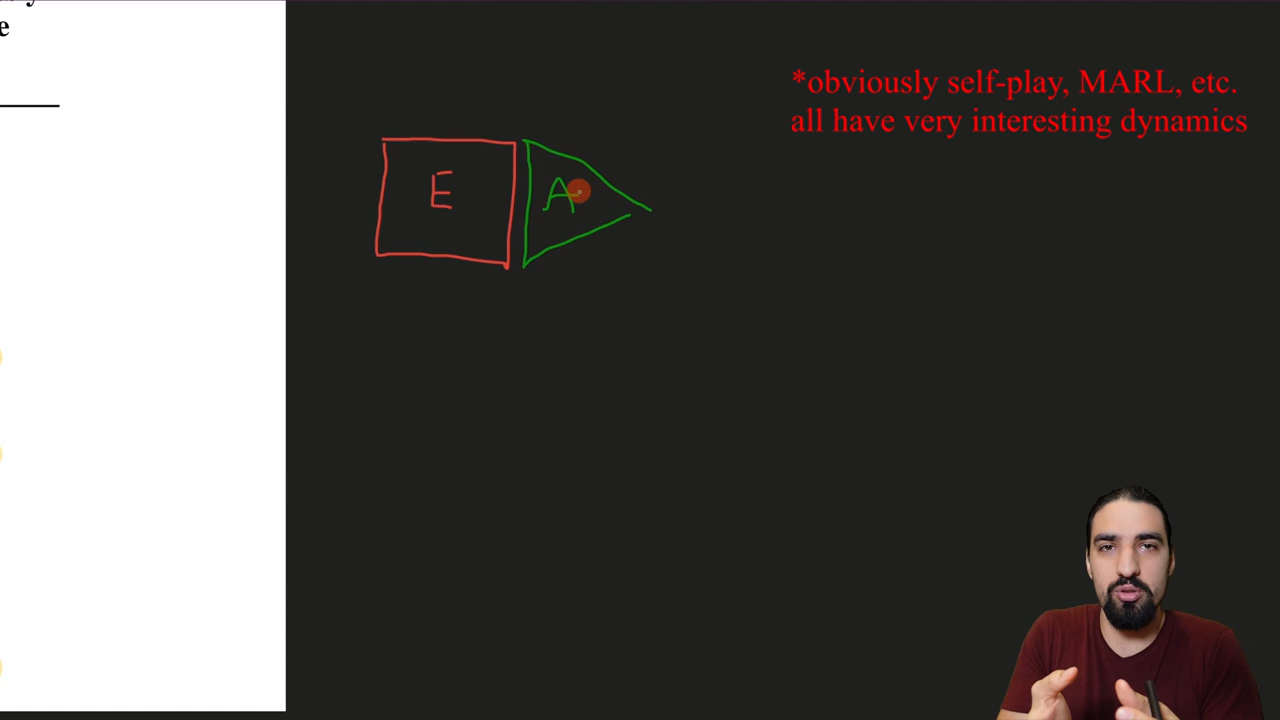 e
E
A
*obviously self-play, MARL, etc.
all have very interesting dynamics